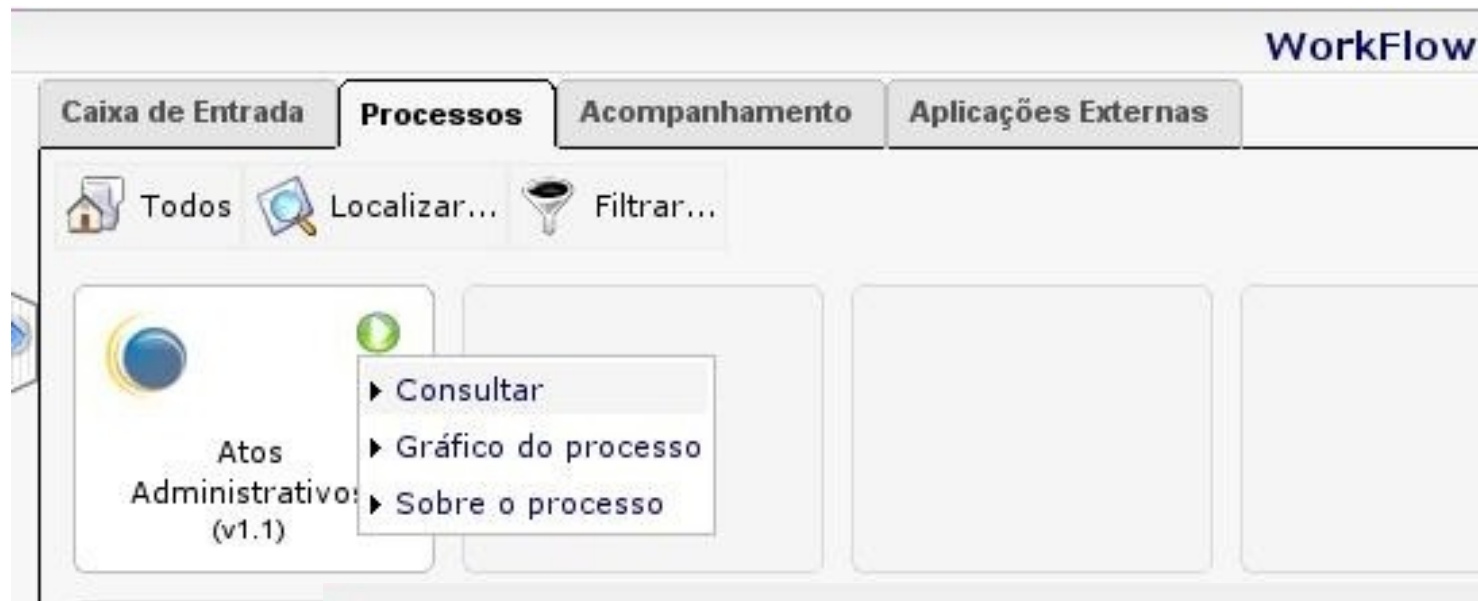 WorkFlow
Caixa de Entrada Processos Acompanhamento Aplicações Externas
Todos Localizar... Filtrar...
Consultar
Gráfico do processo
Sobre o processo
Atos
Administrativos
(v1.1)